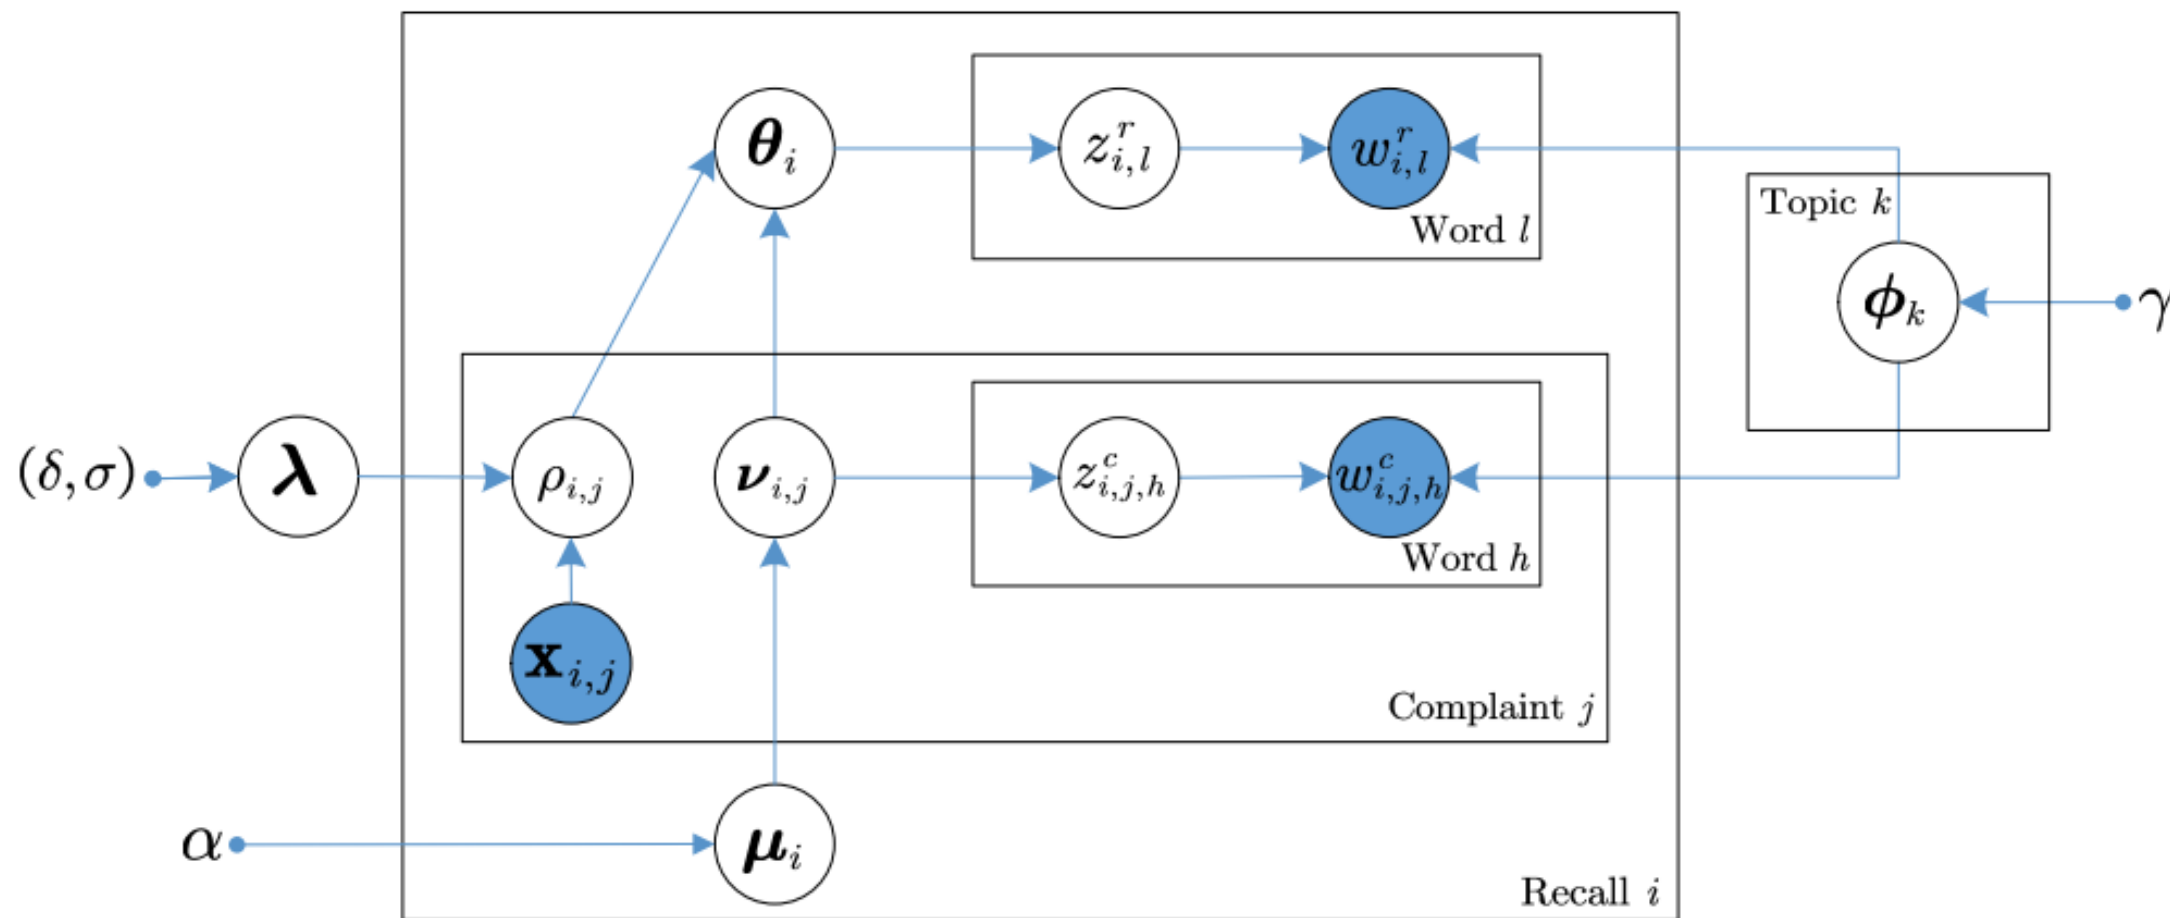 θ_i
z^r_{i,l}
w^r_{i,l}
Word l
Topic k
ϕ_k
γ
(δ, σ)
λ
ρ_{i,j}
ν_{i,j}
z^c_{i,j,h}
w^c_{i,j,h}
Word h
x_{i,j}
Complaint j
α
μ_i
Recall i